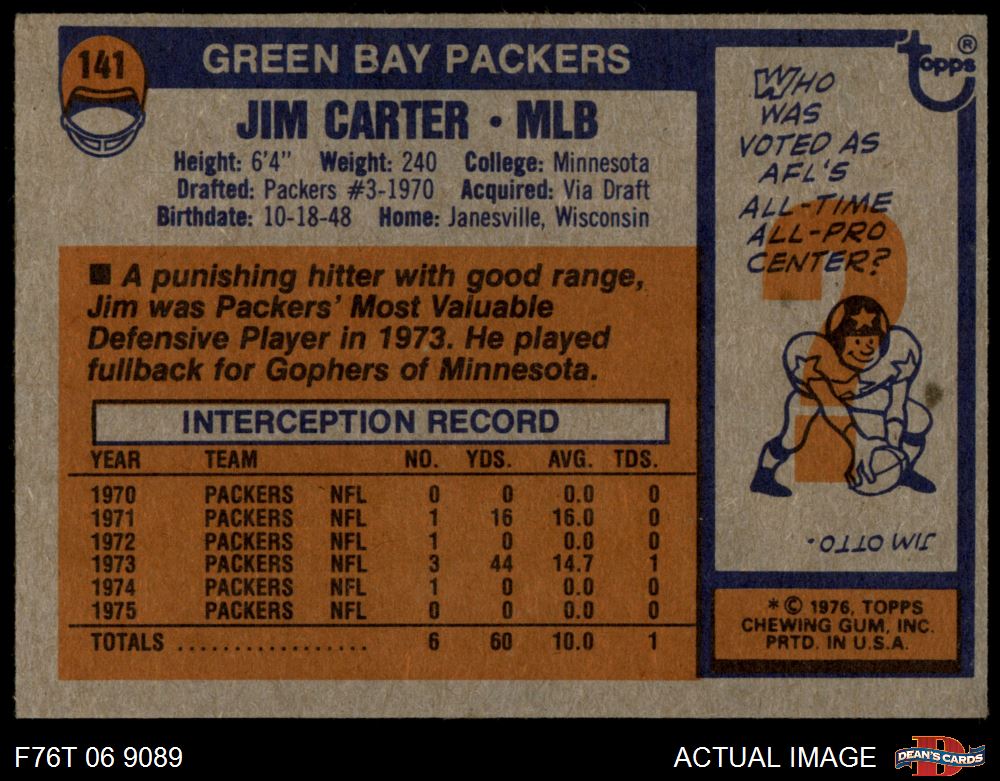 141
GREEN BAY PACKERS
JIM CARTER • MLB
Height: 6'4" Weight: 240 College: Minnesota
Drafted: Packers #3-1970 Acquired: Via Draft
Birthdate: 10-18-48 Home: Janesville, Wisconsin
■ A punishing hitter with good range,
Jim was Packers' Most Valuable
Defensive Player in 1973. He played
fullback for Gophers of Minnesota.
INTERCEPTION RECORD
YEAR TEAM NO. YDS. AVG. TDS.
1970 PACKERS NFL 0 0 0.0 0
1971 PACKERS NFL 1 16 16.0 0
1972 PACKERS NFL 1 0 0.0 0
1973 PACKERS NFL 3 44 14.7 1
1974 PACKERS NFL 1 0 0.0 0
1975 PACKERS NFL 0 0 0.0 0
TOTALS .................. 6 60 10.0 1
topps ®
WHO
WAS
VOTED AS
AFL'S
ALL-TIME
ALL-PRO
CENTER?
?
JIM OTTO.
* © 1976, TOPPS
CHEWING GUM, INC.
PRTD. IN U.S.A.
F76T 06 9089
ACTUAL IMAGE
D
DEAN'S CARDS